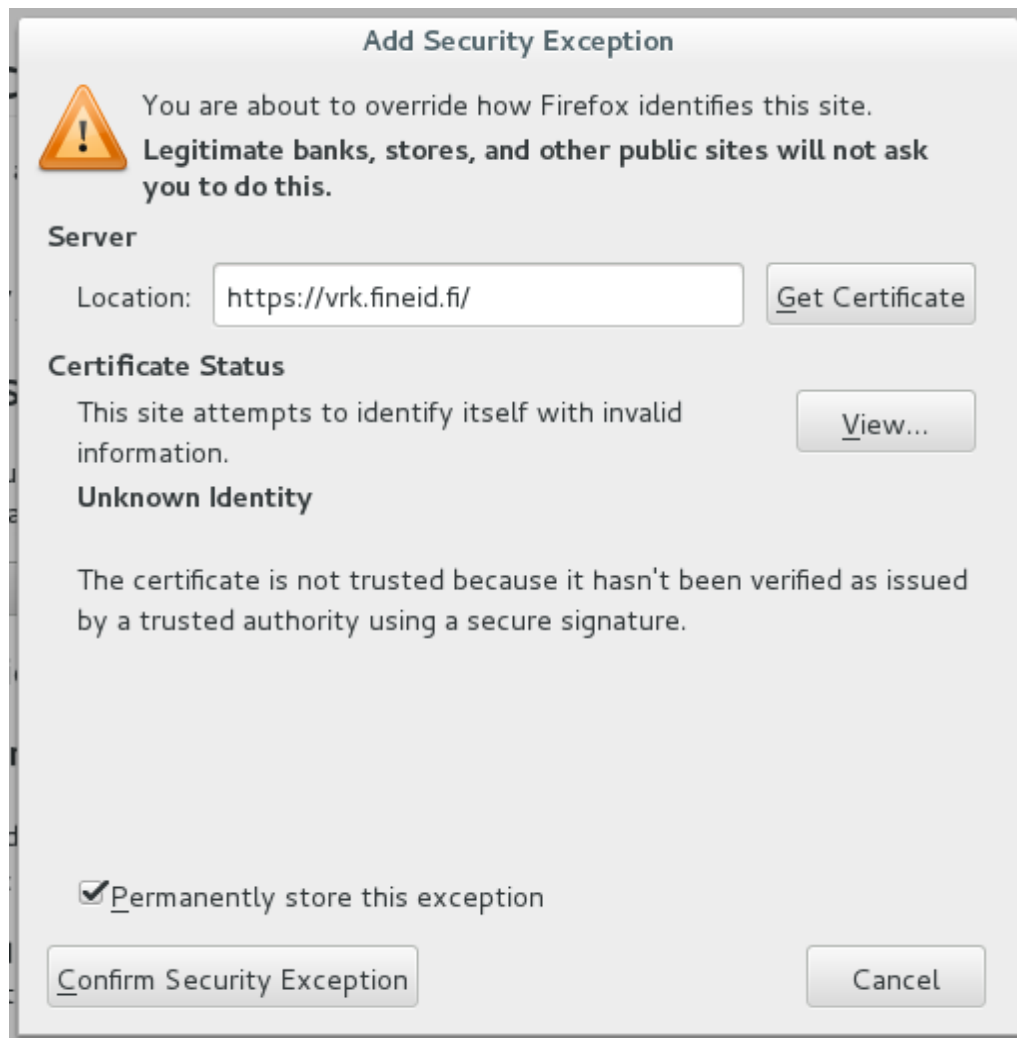 Add Security Exception
You are about to override how Firefox identifies this site.
Legitimate banks, stores, and other public sites will not ask
you to do this.
Server
Location:
https://vrk.fineid.fi/
Get Certificate
Certificate Status
This site attempts to identify itself with invalid
information.
View...
Unknown Identity
The certificate is not trusted because it hasn't been verified as issued
by a trusted authority using a secure signature.
Permanently store this exception
Confirm Security Exception
Cancel